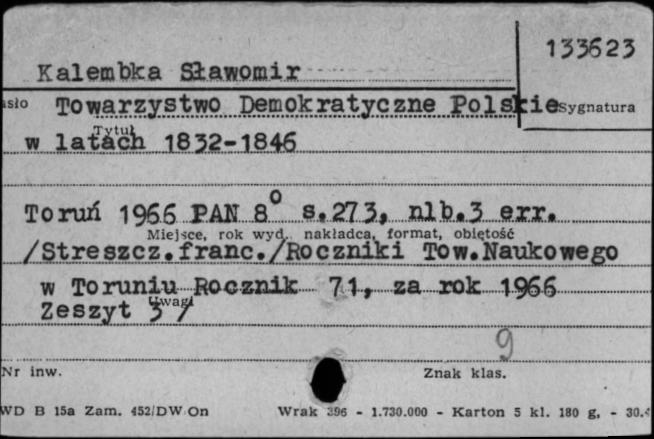 133623
Kalembka Sławomir
asło Towarzystwo Demokratyczne Polskie Sygnatura
Tytuł
w latach 1832-1846
Toruń 1966 PAN 8° s.273, nlb.3 err.
Miejsce, rok wyd., nakładca, format, obiętość
/Streszcz.franc./Roczniki Tow.Naukowego
w Toruniu Rocznik 71, za rok 1966
Uwagi
Zeszyt 3 /
9
Nr inw. Znak klas.
WD B 15a Zam. 452/DW On Wrak 396 - 1.730.000 - Karton 5 kl. 180 g, - 30.4